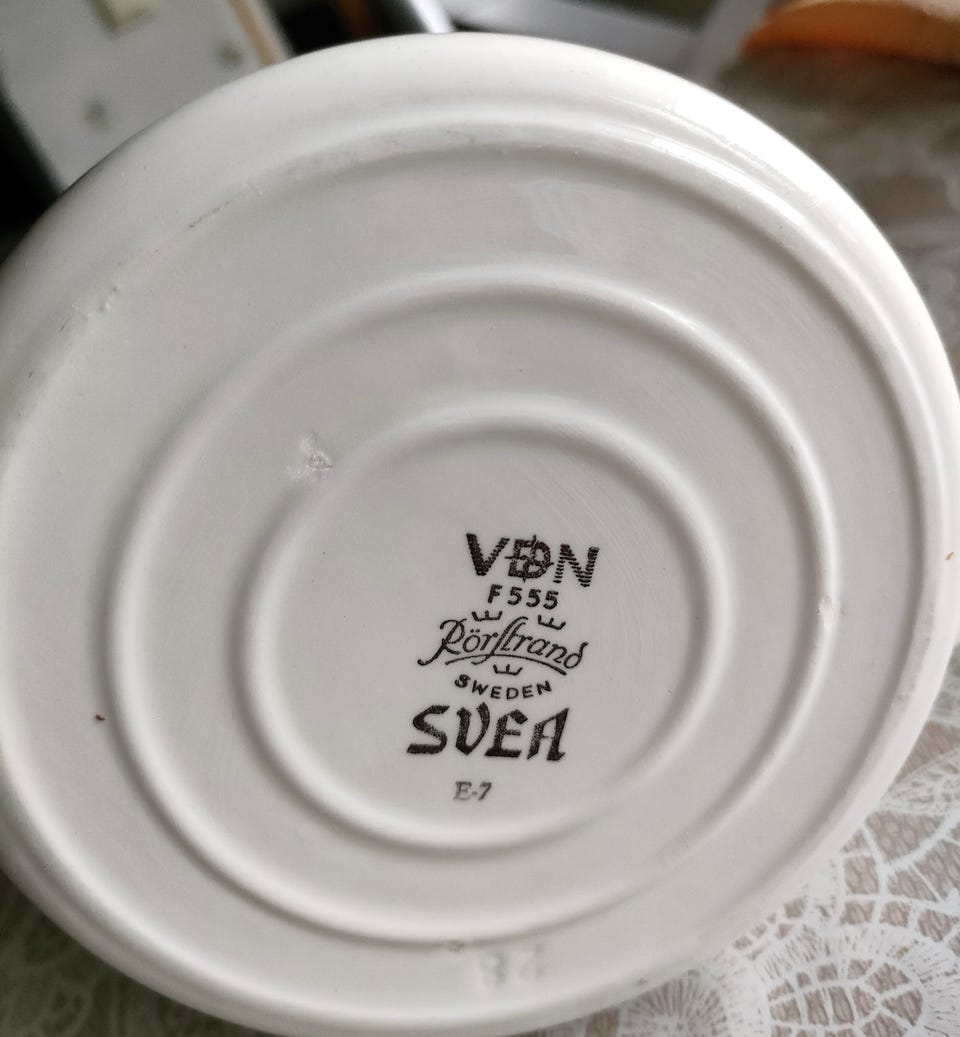 VDN
F555
Rörstrand
SWEDEN
SVEA
E-7